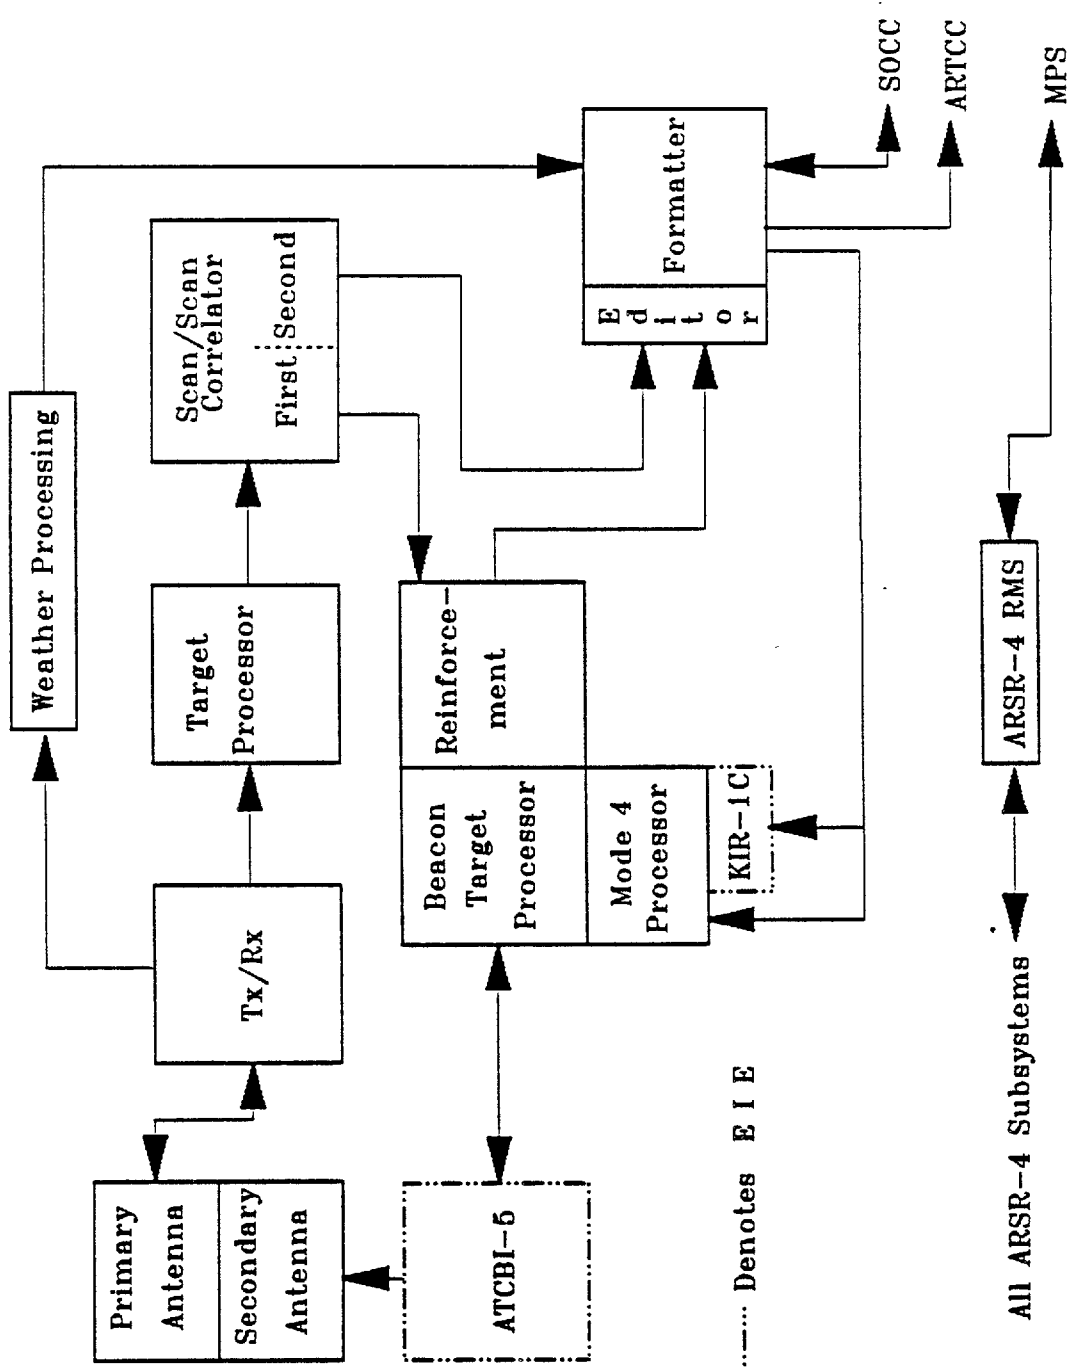 Weather Processing
Primary
Antenna
Secondary
Antenna
Tx/Rx
Target
Processor
Scan/Scan
Correlator
First
Second
ATCBI-5
Beacon
Target
Processor
Reinforce-
ment
Mode 4
Processor
KIR-1C
Editor
Formatter
SOCC
ARTCC
Denotes E I E
All ARSR-4 Subsystems
ARSR-4 RMS
MPS